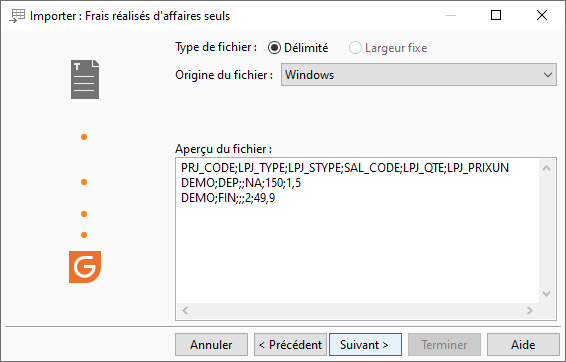 Importer : Frais réalisés d'affaires seuls
Type de fichier : Délimité Largeur fixe
Origine du fichier : Windows
Aperçu du fichier :
PRJ_CODE;LPJ_TYPE;LPJ_STYPE;SAL_CODE;LPJ_QTE;LPJ_PRIXUN
DEMO;DEP;;NA;150;1,5
DEMO;FIN;;;2;49,9
Annuler < Précédent Suivant > Terminer Aide